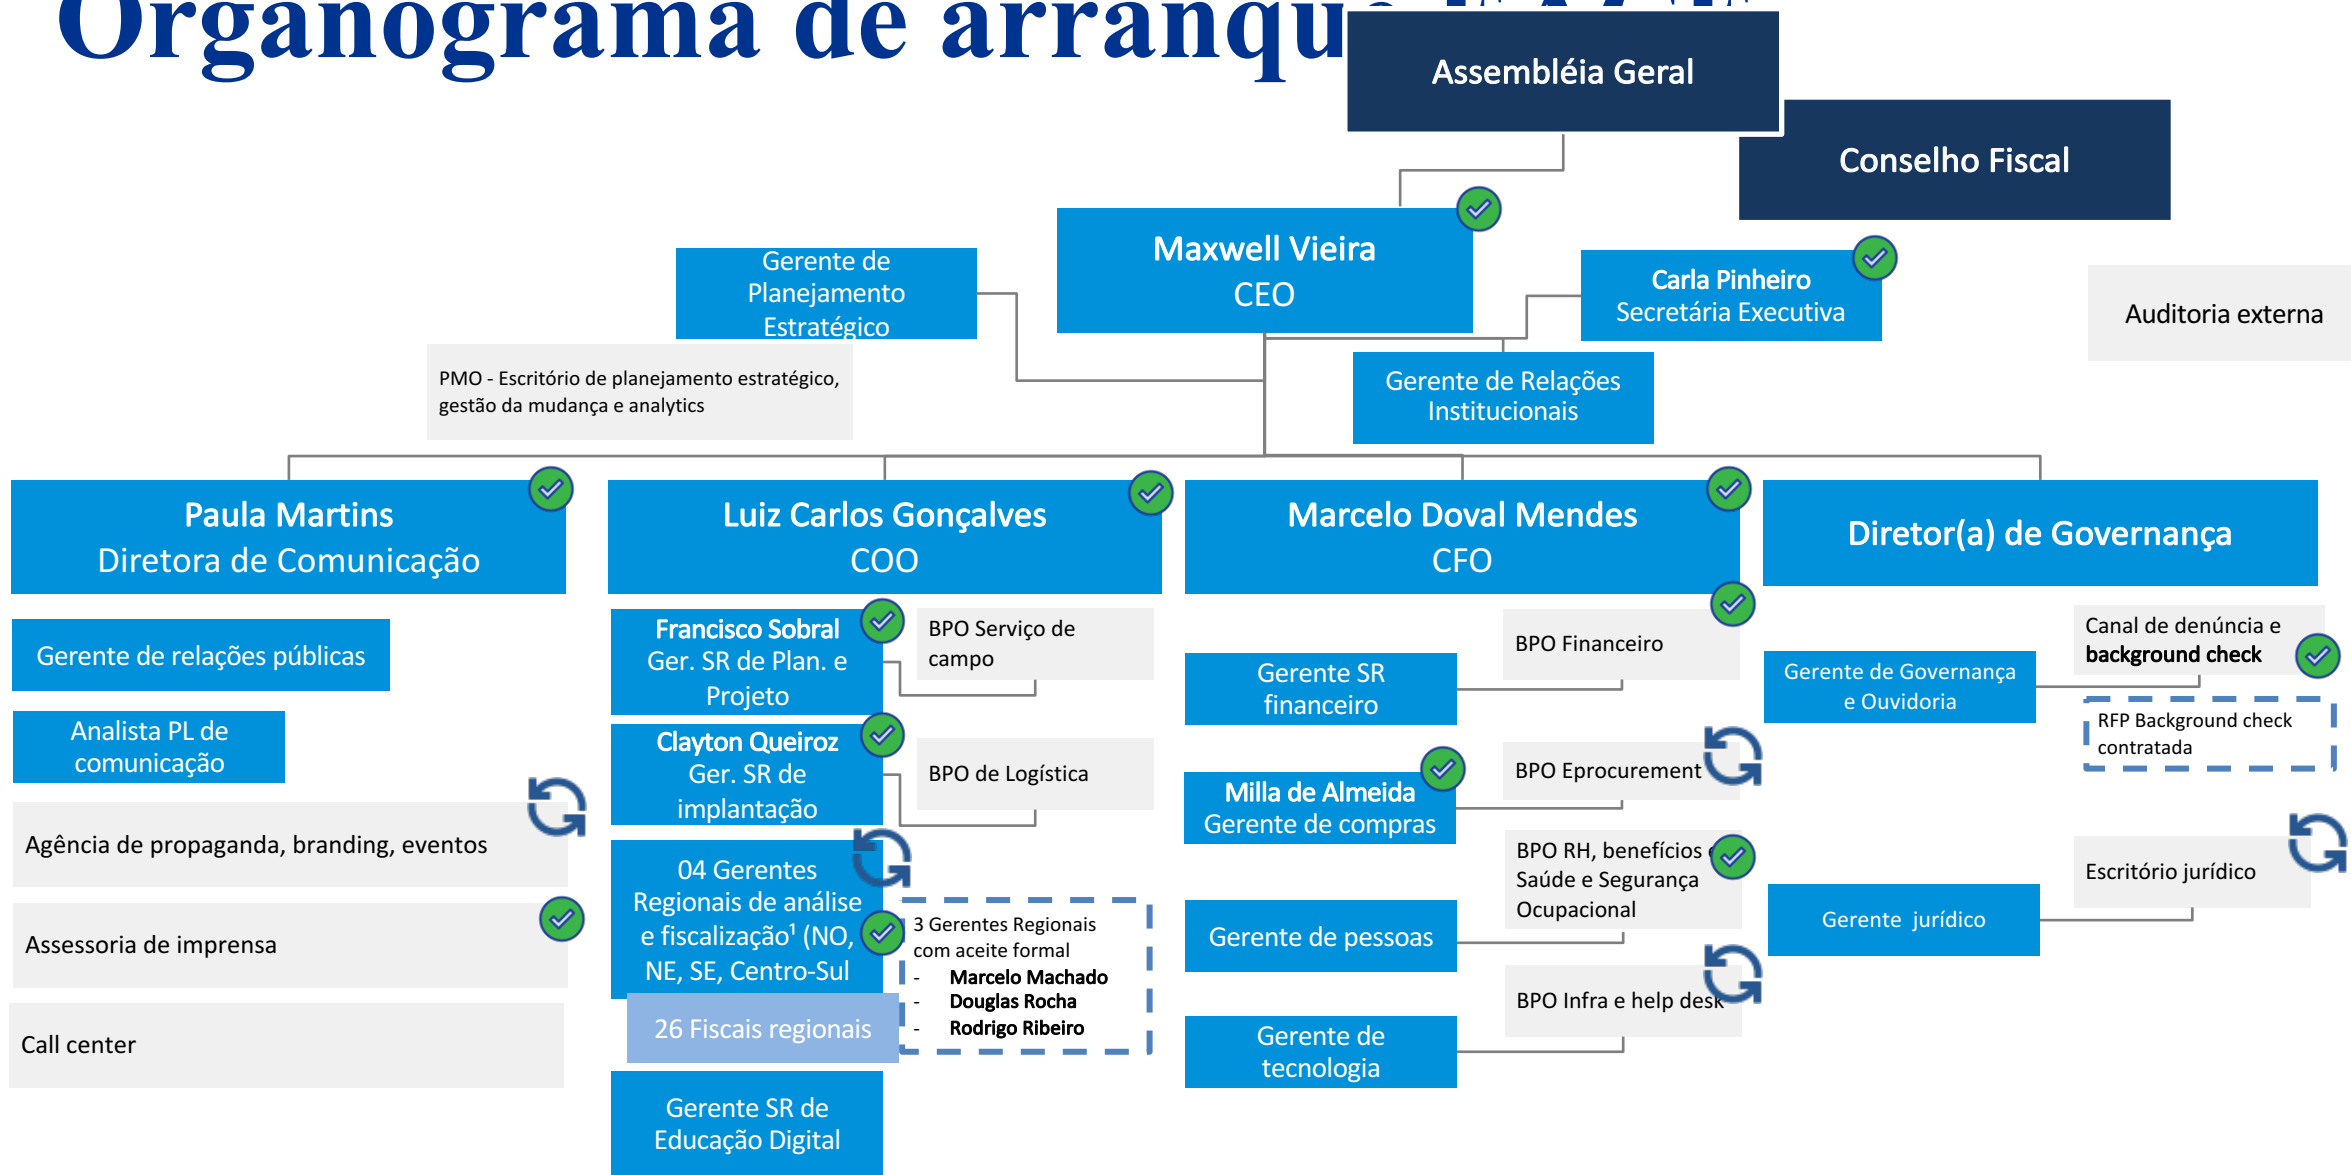 Organograma de arranque
Assembléia Geral
Conselho Fiscal
Maxwell Vieira
CEO
Gerente de
Planejamento
Estratégico
Carla Pinheiro
Secretária Executiva
Auditoria externa
PMO - Escritório de planejamento estratégico,
gestão da mudança e analytics
Gerente de Relações
Institucionais
Paula Martins
Diretora de Comunicação
Luiz Carlos Gonçalves
COO
Marcelo Doval Mendes
CFO
Diretor(a) de Governança
Gerente de relações públicas
Analista PL de
comunicação
Agência de propaganda, branding, eventos
Assessoria de imprensa
Call center
Francisco Sobral
Ger. SR de Plan. e
Projeto
BPO Serviço de
campo
Clayton Queiroz
Ger. SR de
implantação
BPO de Logística
04 Gerentes
Regionais de análise
e fiscalização¹ (NO,
NE, SE, Centro-Sul
3 Gerentes Regionais
com aceite formal
- Marcelo Machado
- Douglas Rocha
- Rodrigo Ribeiro
26 Fiscais regionais
Gerente SR de
Educação Digital
BPO Financeiro
Gerente SR
financeiro
BPO Eprocurement
Milla de Almeida
Gerente de compras
BPO RH, benefícios e
Saúde e Segurança
Ocupacional
Gerente de pessoas
BPO Infra e help desk
Gerente de
tecnologia
Canal de denúncia e
background check
Gerente de Governança
e Ouvidoria
RFP Background check
contratada
Escritório jurídico
Gerente jurídico